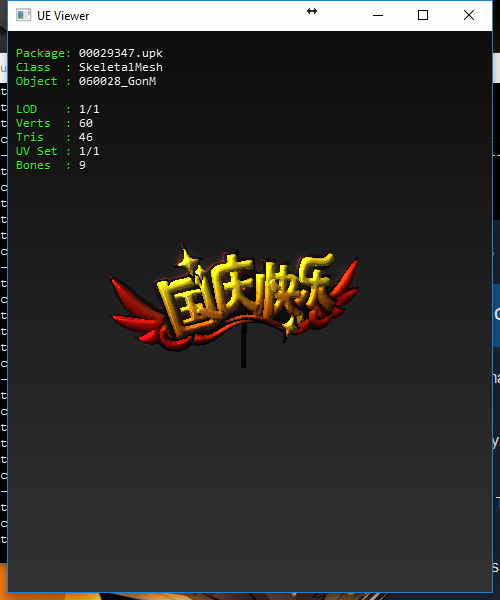 UE Viewer
Package: 00029347.upk
Class : SkeletalMesh
Object : 060028_GonM
LOD : 1/1
Verts : 60
Tris : 46
UV Set : 1/1
Bones : 9
国庆快乐